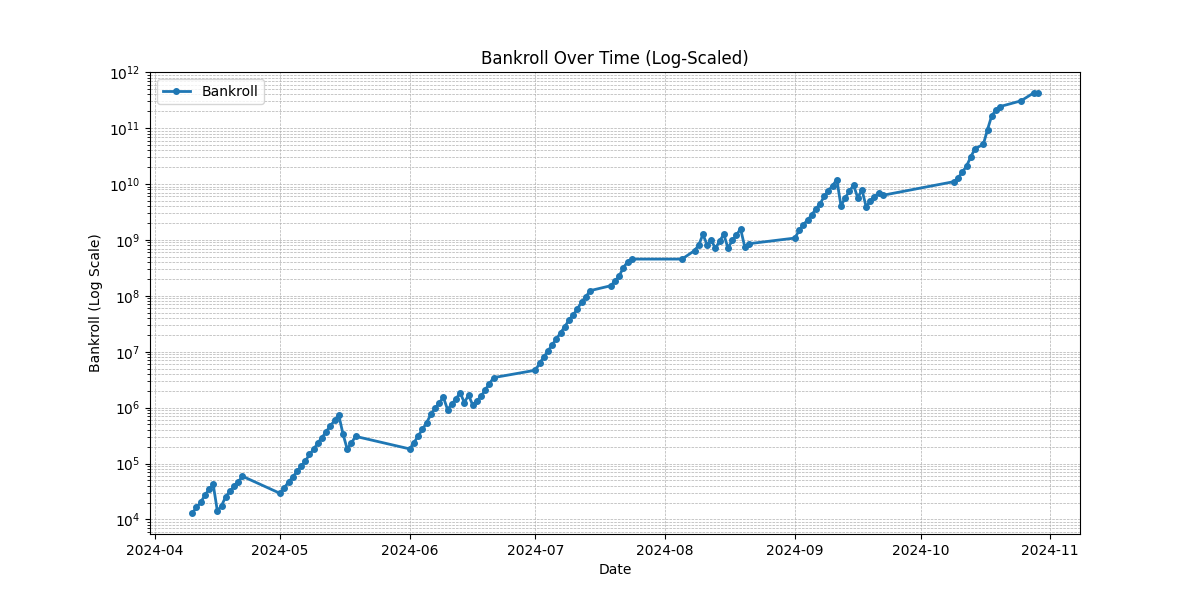 Bankroll Over Time (Log-Scaled)
Bankroll
10¹²
10¹¹
10¹⁰
10⁹
10⁸
10⁷
10⁶
10⁵
10⁴
Bankroll (Log Scale)
2024-04 2024-05 2024-06 2024-07 2024-08 2024-09 2024-10 2024-11
Date